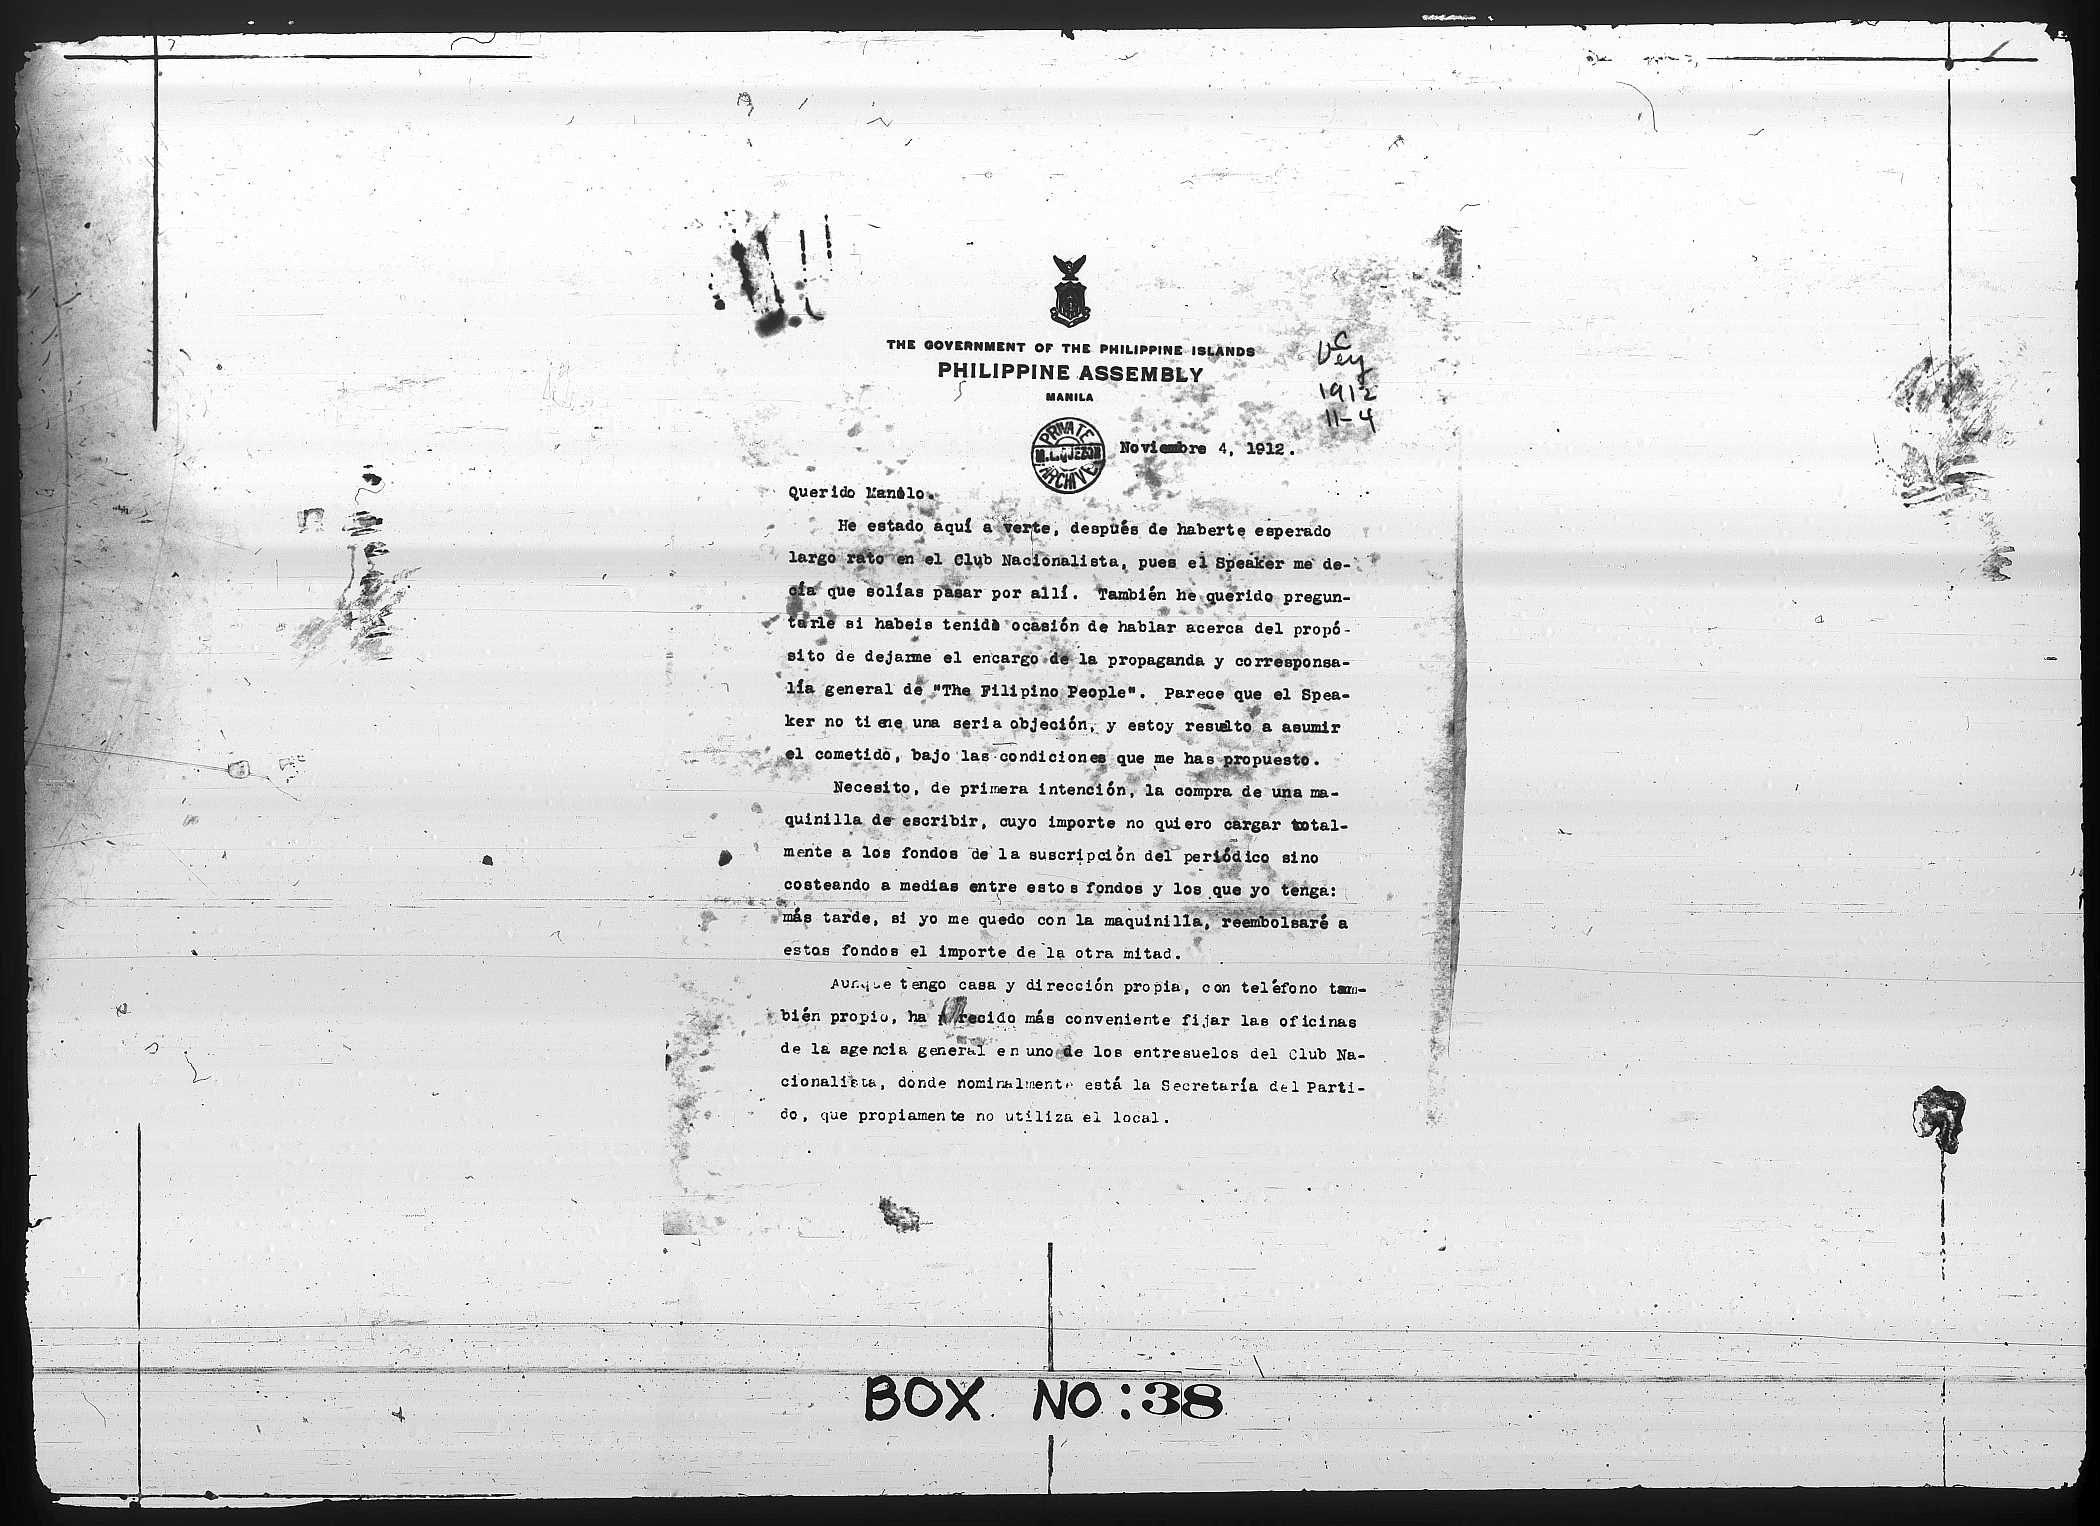 THE GOVERNMENT OF THE PHILIPPINE ISLANDS
PHILIPPINE ASSEMBLY
MANILA
C
Vey
1912
11-4
PRIVATE
M.L.QUEZON
ARCHIVE
Noviembre 4, 1912.
Querido Manolo.
He estado aquí a verte, después de haberte esperado
largo rato en el Club Nacionalista, pues el Speaker me de-
cía que solías pasar por allí. También he querido pregun-
tarle si habeis tenido ocasión de hablar acerca del propó-
sito de dejarme el encargo de la propaganda y corresponsa-
lía general de "The Filipino People". Parece que el Spea-
ker no tiene una seria objeción, y estoy resuelto a asumir
el cometido, bajo las condiciones que me has propuesto.
Necesito, de primera intención, la compra de una ma-
quinilla de escribir, cuyo importe no quiero cargar total-
mente a los fondos de la suscripción del periódico sino
costeando a medias entre estos fondos y los que yo tenga:
más tarde, si yo me quedo con la maquinilla, reembolsaré a
estos fondos el importe de la otra mitad.
Aunque tengo casa y dirección propia, con teléfono tam-
bién propio, ha parecido más conveniente fijar las oficinas
de la agencia general en uno de los entresuelos del Club Na-
cionalista, donde nominalmente está la Secretaría del Parti-
do, que propiamente no utiliza el local.
BOX NO:38